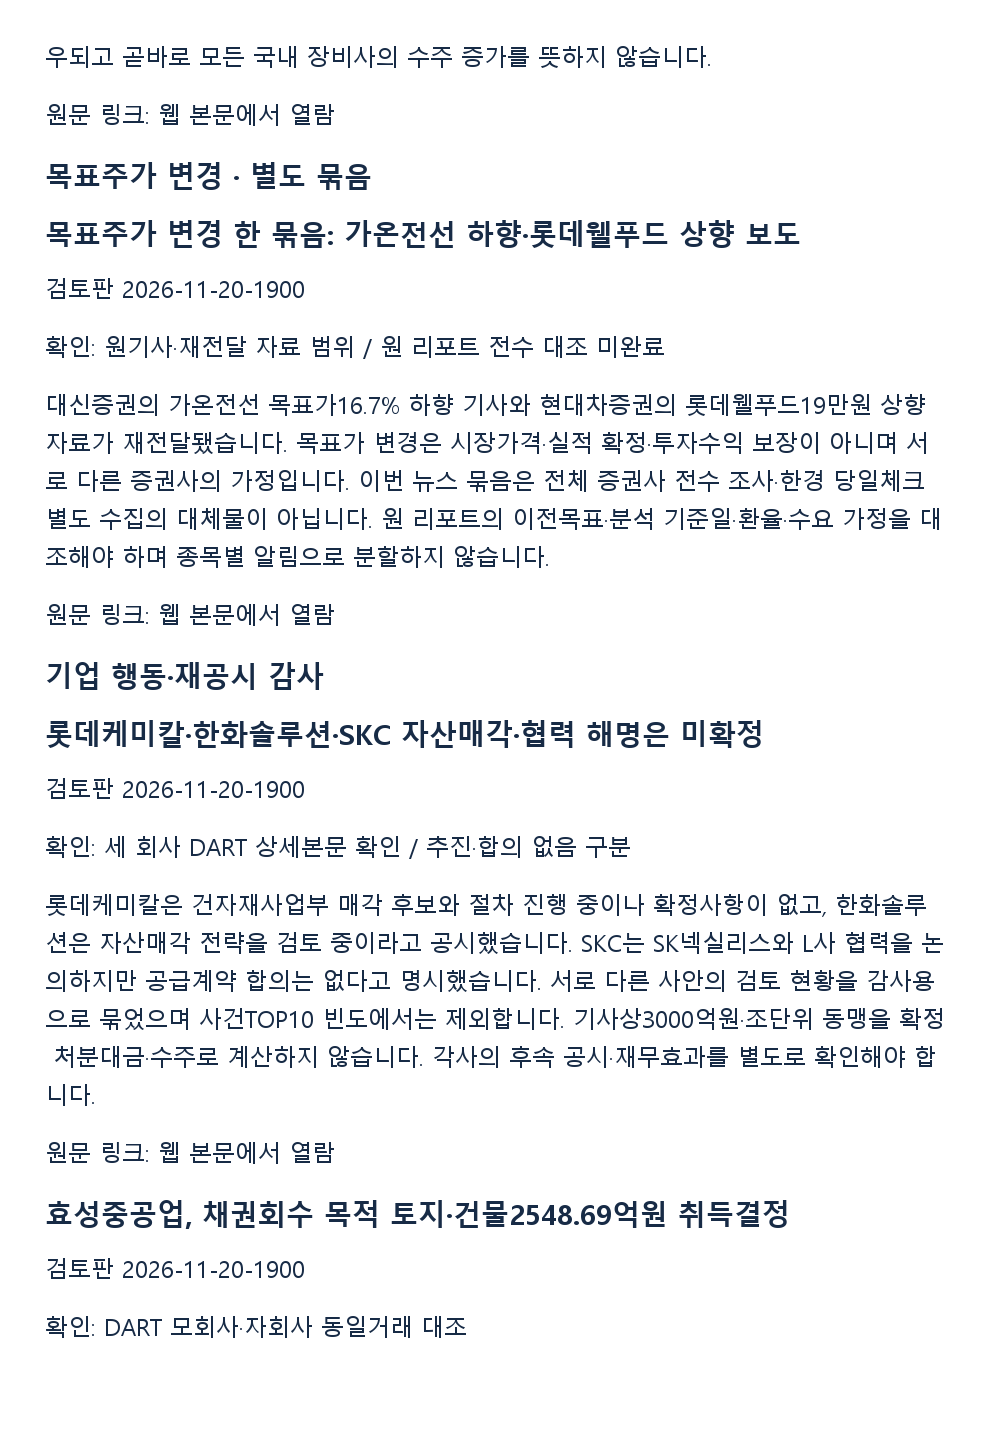 우되고 곧바로 모든 국내 장비사의 수주 증가를 뜻하지 않습니다.
원문 링크: 웹 본문에서 열람
목표주가 변경 · 별도 묶음
목표주가 변경 한 묶음: 가온전선 하향·롯데웰푸드 상향 보도
검토판 2026-11-20-1900
확인: 원기사·재전달 자료 범위 / 원 리포트 전수 대조 미완료
대신증권의 가온전선 목표가16.7% 하향 기사와 현대차증권의 롯데웰푸드19만원 상향
자료가 재전달됐습니다. 목표가 변경은 시장가격·실적 확정·투자수익 보장이 아니며 서
로 다른 증권사의 가정입니다. 이번 뉴스 묶음은 전체 증권사 전수 조사·한경 당일체크
별도 수집의 대체물이 아닙니다. 원 리포트의 이전목표·분석 기준일·환율·수요 가정을 대
조해야 하며 종목별 알림으로 분할하지 않습니다.
원문 링크: 웹 본문에서 열람
기업 행동·재공시 감사
롯데케미칼·한화솔루션·SKC 자산매각·협력 해명은 미확정
검토판 2026-11-20-1900
확인: 세 회사 DART 상세본문 확인 / 추진·합의 없음 구분
롯데케미칼은 건자재사업부 매각 후보와 절차 진행 중이나 확정사항이 없고, 한화솔루
션은 자산매각 전략을 검토 중이라고 공시했습니다. SKC는 SK넥실리스와 L사 협력을 논
의하지만 공급계약 합의는 없다고 명시했습니다. 서로 다른 사안의 검토 현황을 감사용
으로 묶었으며 사건TOP10 빈도에서는 제외합니다. 기사상3000억원·조단위 동맹을 확정
처분대금·수주로 계산하지 않습니다. 각사의 후속 공시·재무효과를 별도로 확인해야 합
니다.
원문 링크: 웹 본문에서 열람
효성중공업, 채권회수 목적 토지·건물2548.69억원 취득결정
검토판 2026-11-20-1900
확인: DART 모회사·자회사 동일거래 대조